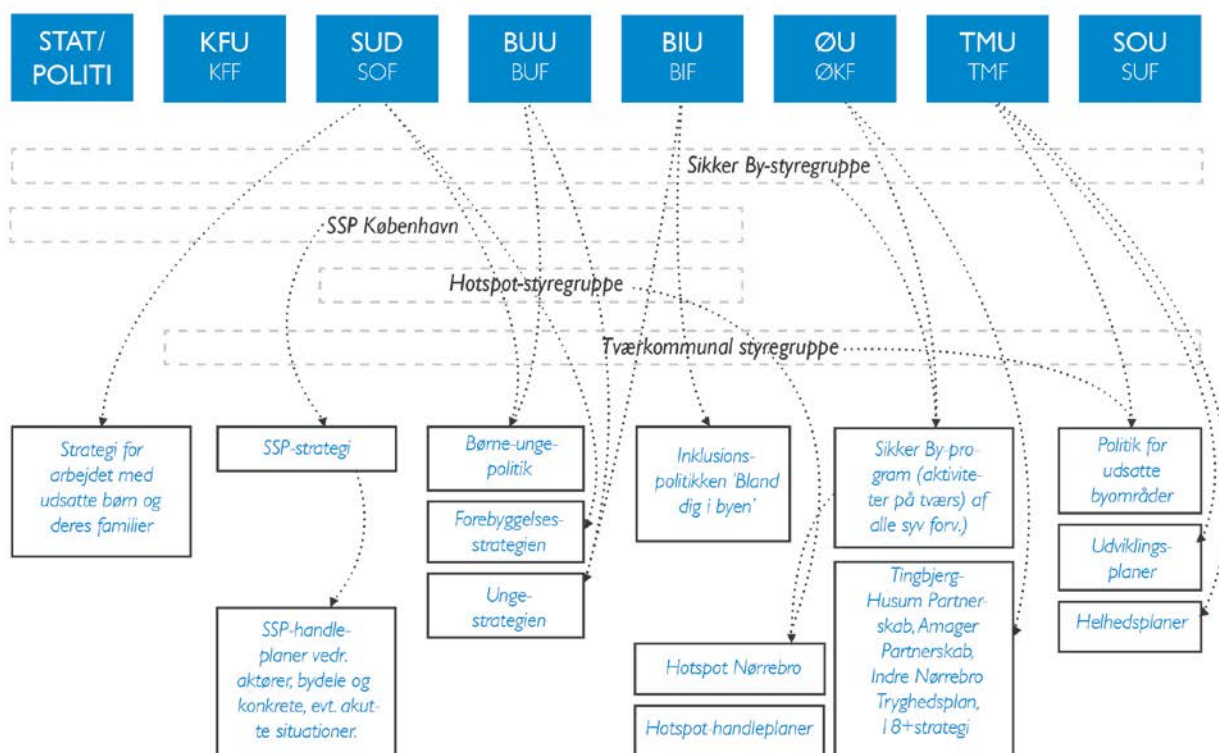 STAT/
POLITI
KFU
KFF
SUD
SOF
BUU
BUF
BIU
BIF
ØU
ØKF
TMU
TMF
SOU
SUF
Sikker By-styregruppe
SSP København
Hotspot-styregruppe
Tværkommunal styregruppe
Strategi for
arbejdet med
udsatte børn og
deres familier
SSP-strategi
SSP-handle-
planer vedr.
aktører, bydele og
konkrete, evt. akut-
te situationer.
Børne-unge-
politik
Forebyggelses-
strategien
Unge-
strategien
Inklusions-
politikken 'Bland
dig i byen'
Hotspot Nørrebro
Hotspot-handleplaner
Sikker By-pro-
gram (aktivite-
ter på tværs) af
alle syv forv.)
Tingbjerg-
Husum Partner-
skab, Amager
Partnerskab,
Indre Nørrebro
Tryghedsplan,
18+strategi
Politik for
udsatte
byområder
Udviklings-
planer
Helhedsplaner